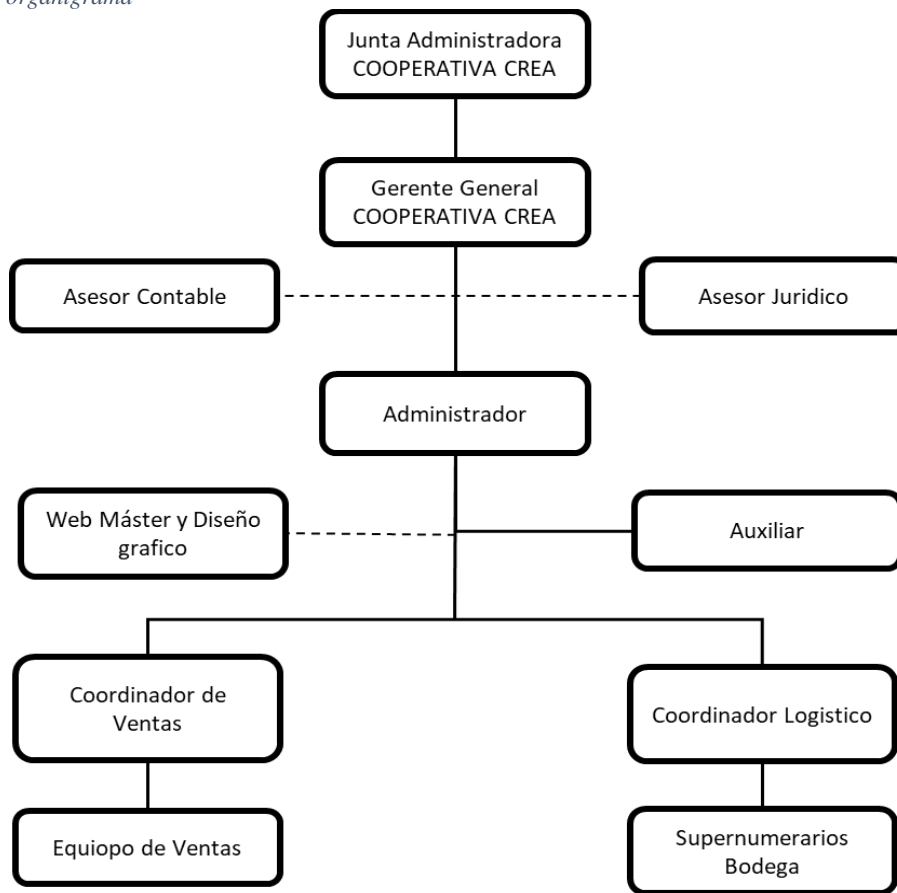 organigrama
Junta Administradora
COOPERATIVA CREA
Gerente General
COOPERATIVA CREA
Asesor Contable
Asesor Juridico
Administrador
Web Máster y Diseño
grafico
Auxiliar
Coordinador de
Ventas
Coordinador Logistico
Equiopo de Ventas
Supernumerarios
Bodega